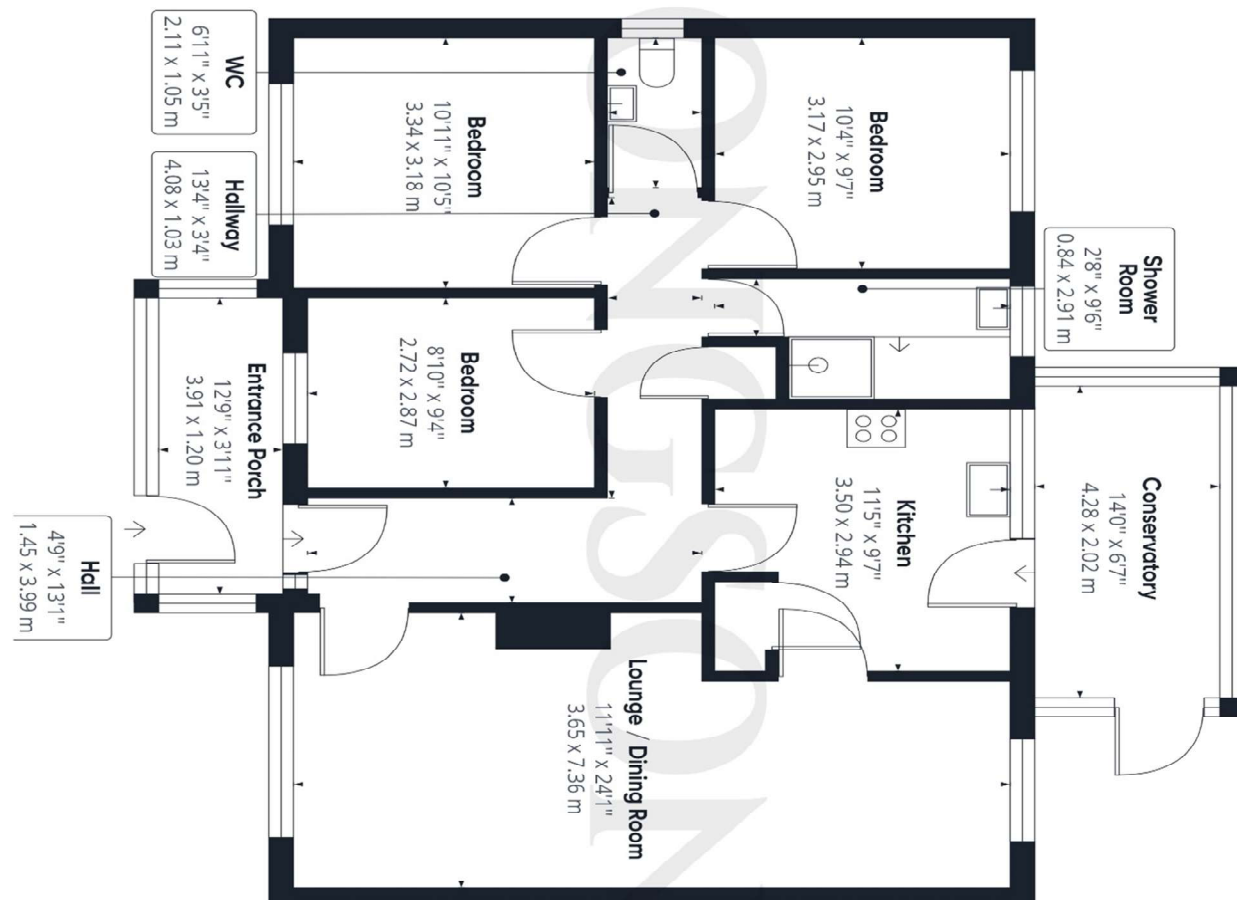 Shower
Room
2'8" x 9'6"
0.84 x 2.91 m
Conservatory
14'0" x 6'7"
4.28 x 2.02 m
Bedroom
10'4" x 9'7"
3.17 x 2.95 m
Kitchen
11'5" x 9'7"
3.50 x 2.94 m
Lounge / Dining Room
11'11" x 24'1"
3.65 x 7.36 m
Bedroom
10'11" x 10'5"
3.34 x 3.18 m
Bedroom
8'10" x 9'4"
2.72 x 2.87 m
WC
6'11" x 3'5"
2.11 x 1.05 m
Hallway
13'4" x 3'4"
4.08 x 1.03 m
Entrance Porch
12'9" x 3'11"
3.91 x 1.20 m
Hall
4'9" x 13'1"
1.45 x 3.99 m
ONGSON